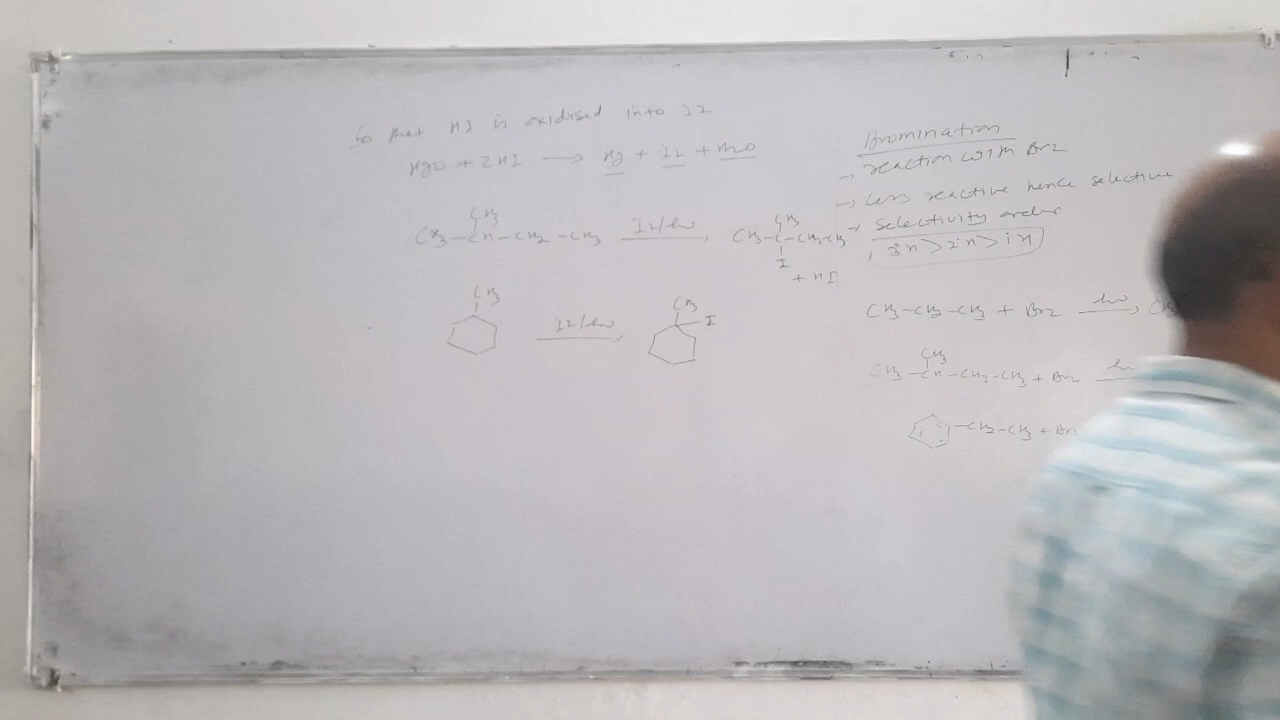 So that HI is oxidised into I2
HgO + 2HI ⟶ Hg + I2 + H2O
CH3
CH3-CH-CH2-CH3 I2/hν CH3-C-CH2-CH3
CH3
I
+ HI
CH3
I2/hν
CH3
I
Bromination
→ reaction with Br2
→ less reactive hence selective
→ selectivity order
3°H > 2°H > 1°H
CH3-CH2-CH3 + Br2 hν
CH3
CH3-CH-CH2-CH3 + Br2
-CH2-CH3 + Br2